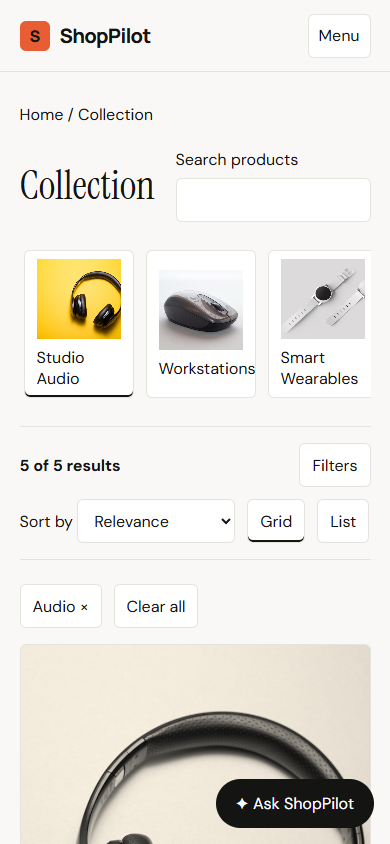 S ShopPilot
Menu
Home / Collection
Collection
Search products
Studio
Audio
Workstations
Smart
Wearables
5 of 5 results
Filters
Sort by
Relevance
Grid
List
Audio ×
Clear all
✦ Ask ShopPilot